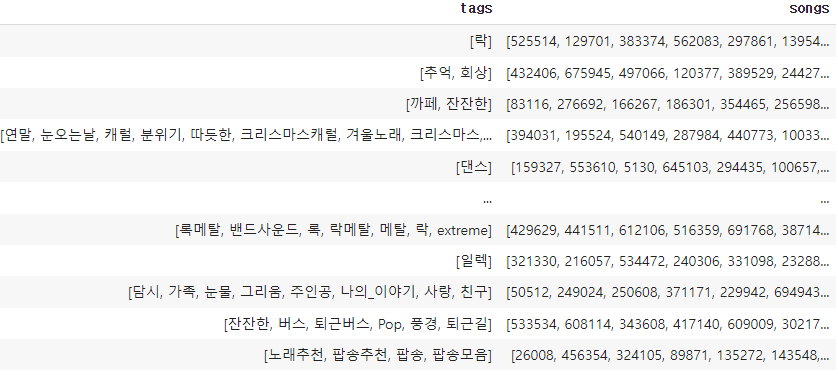 tags songs
[락] [525514, 129701, 383374, 562083, 297861, 13954...
[추억, 회상] [432406, 675945, 497066, 120377, 389529, 24427...
[까페, 잔잔한] [83116, 276692, 166267, 186301, 354465, 256598...
[연말, 눈오는날, 캐럴, 분위기, 따듯한, 크리스마스캐럴, 겨울노래, 크리스마스,... [394031, 195524, 540149, 287984, 440773, 10033...
[댄스] [159327, 553610, 5130, 645103, 294435, 100657,...
... ...
[록메탈, 밴드사운드, 록, 락메탈, 메탈, 락, extreme] [429629, 441511, 612106, 516359, 691768, 38714...
[일렉] [321330, 216057, 534472, 240306, 331098, 23288...
[담시, 가족, 눈물, 그리움, 주인공, 나의_이야기, 사랑, 친구] [50512, 249024, 250608, 371171, 229942, 694943...
[잔잔한, 버스, 퇴근버스, Pop, 풍경, 퇴근길] [533534, 608114, 343608, 417140, 609009, 30217...
[노래추천, 팝송추천, 팝송, 팝송모음] [26008, 456354, 324105, 89871, 135272, 143548,...